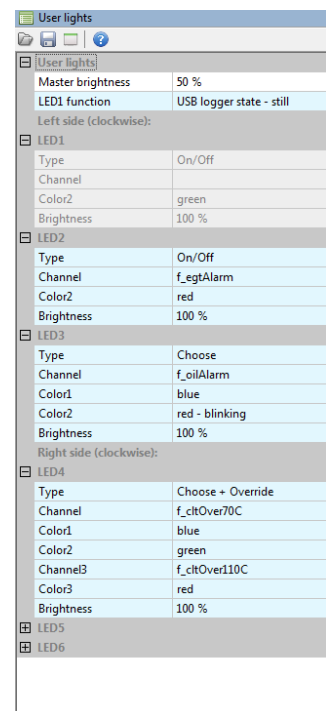 User lights
User lights
Master brightness 50 %
LED1 function USB logger state - still
Left side (clockwise):
LED1
Type On/Off
Channel
Color2 green
Brightness 100 %
LED2
Type On/Off
Channel f_egtAlarm
Color2 red
Brightness 100 %
LED3
Type Choose
Channel f_oilAlarm
Color1 blue
Color2 red - blinking
Brightness 100 %
Right side (clockwise):
LED4
Type Choose + Override
Channel f_cltOver70C
Color1 blue
Color2 green
Channel3 f_cltOver110C
Color3 red
Brightness 100 %
LED5
LED6